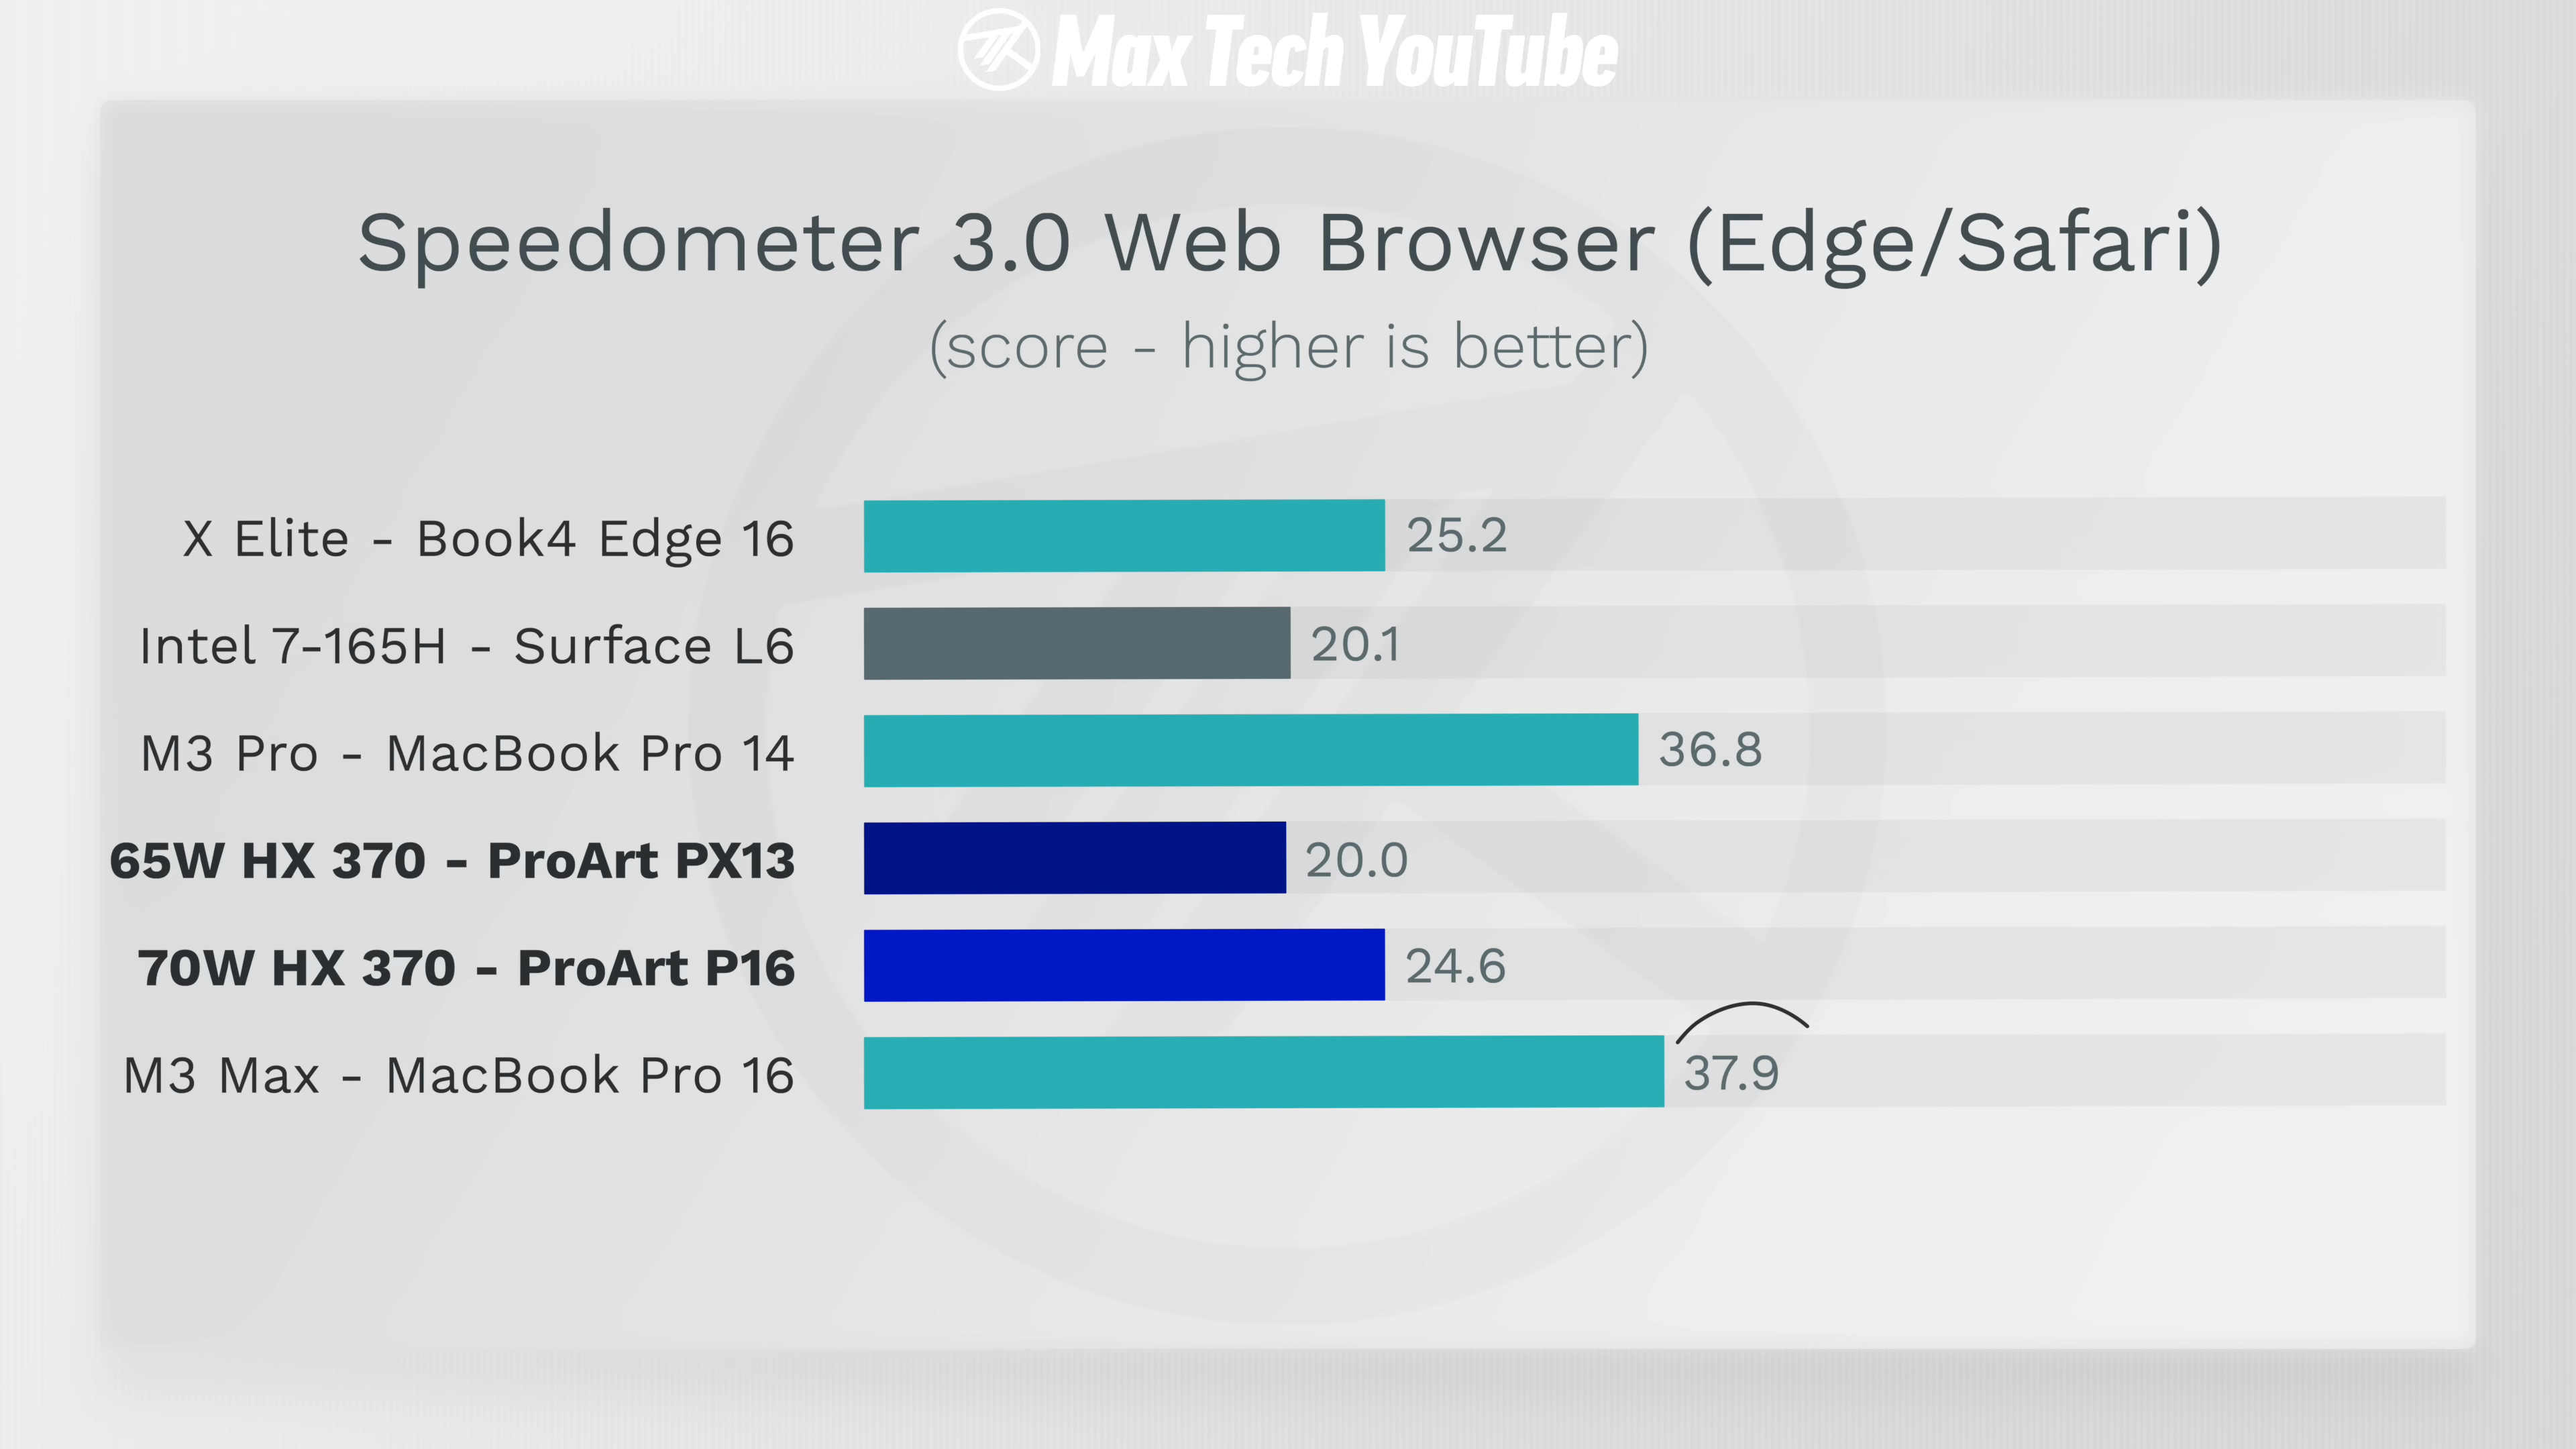 Max Tech YouTube
Speedometer 3.0 Web Browser (Edge/Safari)
(score - higher is better)
X Elite - Book4 Edge 16 25.2
Intel 7-165H - Surface L6 20.1
M3 Pro - MacBook Pro 14 36.8
65W HX 370 - ProArt PX13 20.0
70W HX 370 - ProArt P16 24.6
M3 Max - MacBook Pro 16 37.9